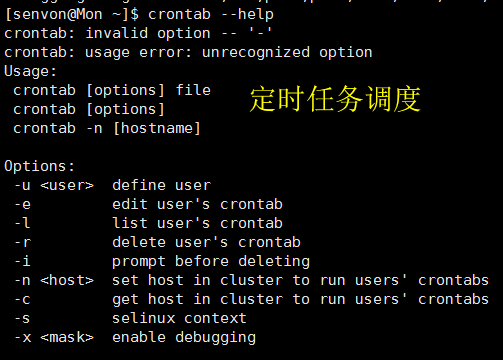 [senvon@Mon ~]$ crontab --help
crontab: invalid option -- '-'
crontab: usage error: unrecognized option
Usage:
 crontab [options] file
 crontab [options]
 crontab -n [hostname]
定时任务调度
Options:
 -u <user>  define user
 -e         edit user's crontab
 -l         list user's crontab
 -r         delete user's crontab
 -i         prompt before deleting
 -n <host>  set host in cluster to run users' crontabs
 -c         get host in cluster to run users' crontabs
 -s         selinux context
 -x <mask>  enable debugging